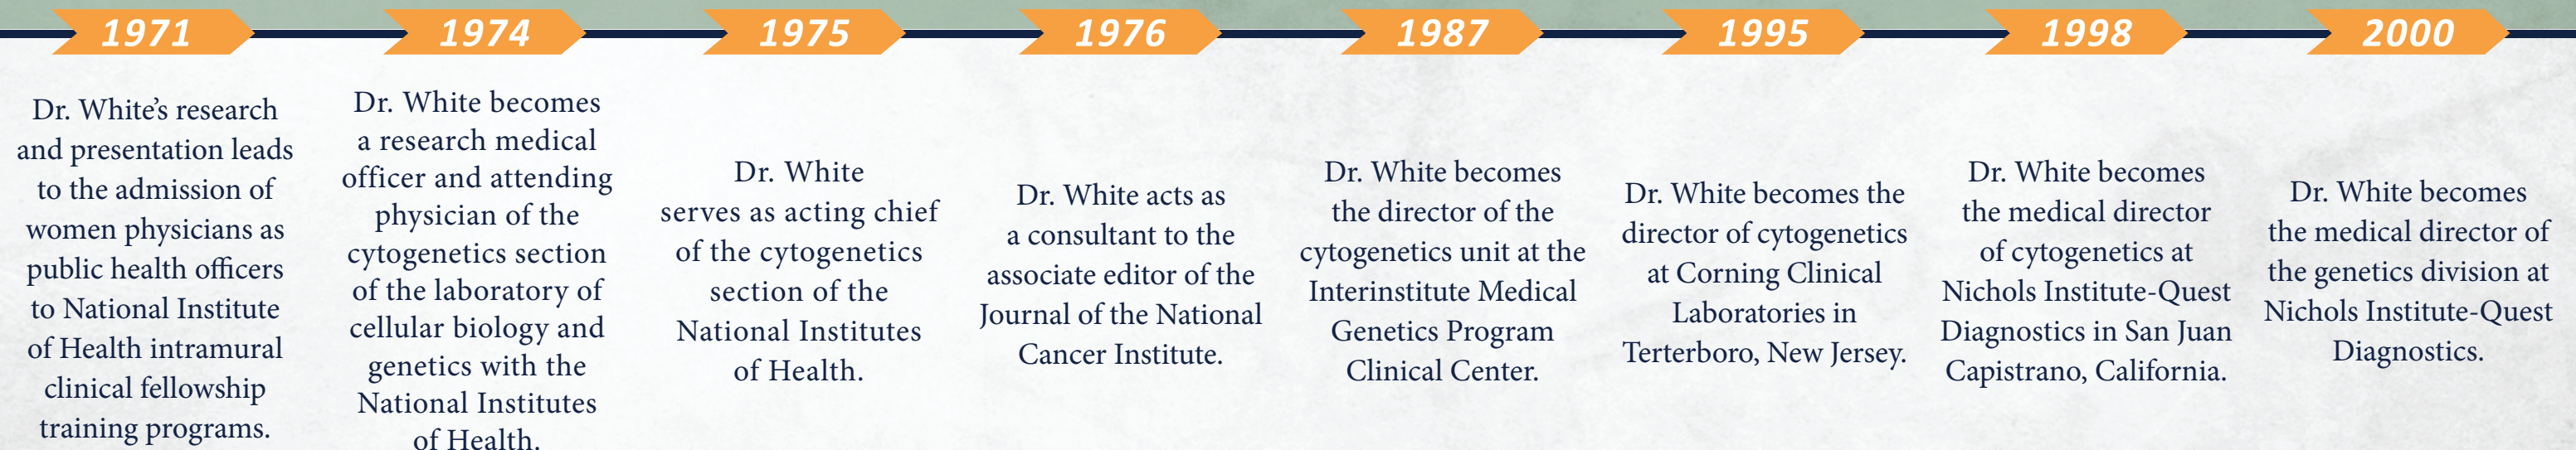 1971
Dr. White’s research
and presentation leads
to the admission of
women physicians as
public health officers
to National Institute
of Health intramural
clinical fellowship
training programs.
1974
Dr. White becomes
a research medical
officer and attending
physician of the
cytogenetics section
of the laboratory of
cellular biology and
genetics with the
National Institutes
of Health.
1975
Dr. White
serves as acting chief
of the cytogenetics
section of the
National Institutes
of Health.
1976
Dr. White acts as
a consultant to the
associate editor of the
Journal of the National
Cancer Institute.
1987
Dr. White becomes
the director of the
cytogenetics unit at the
Interinstitute Medical
Genetics Program
Clinical Center.
1995
Dr. White becomes the
director of cytogenetics
at Corning Clinical
Laboratories in
Terterboro, New Jersey.
1998
Dr. White becomes
the medical director
of cytogenetics at
Nichols Institute-Quest
Diagnostics in San Juan
Capistrano, California.
2000
Dr. White becomes
the medical director of
the genetics division at
Nichols Institute-Quest
Diagnostics.